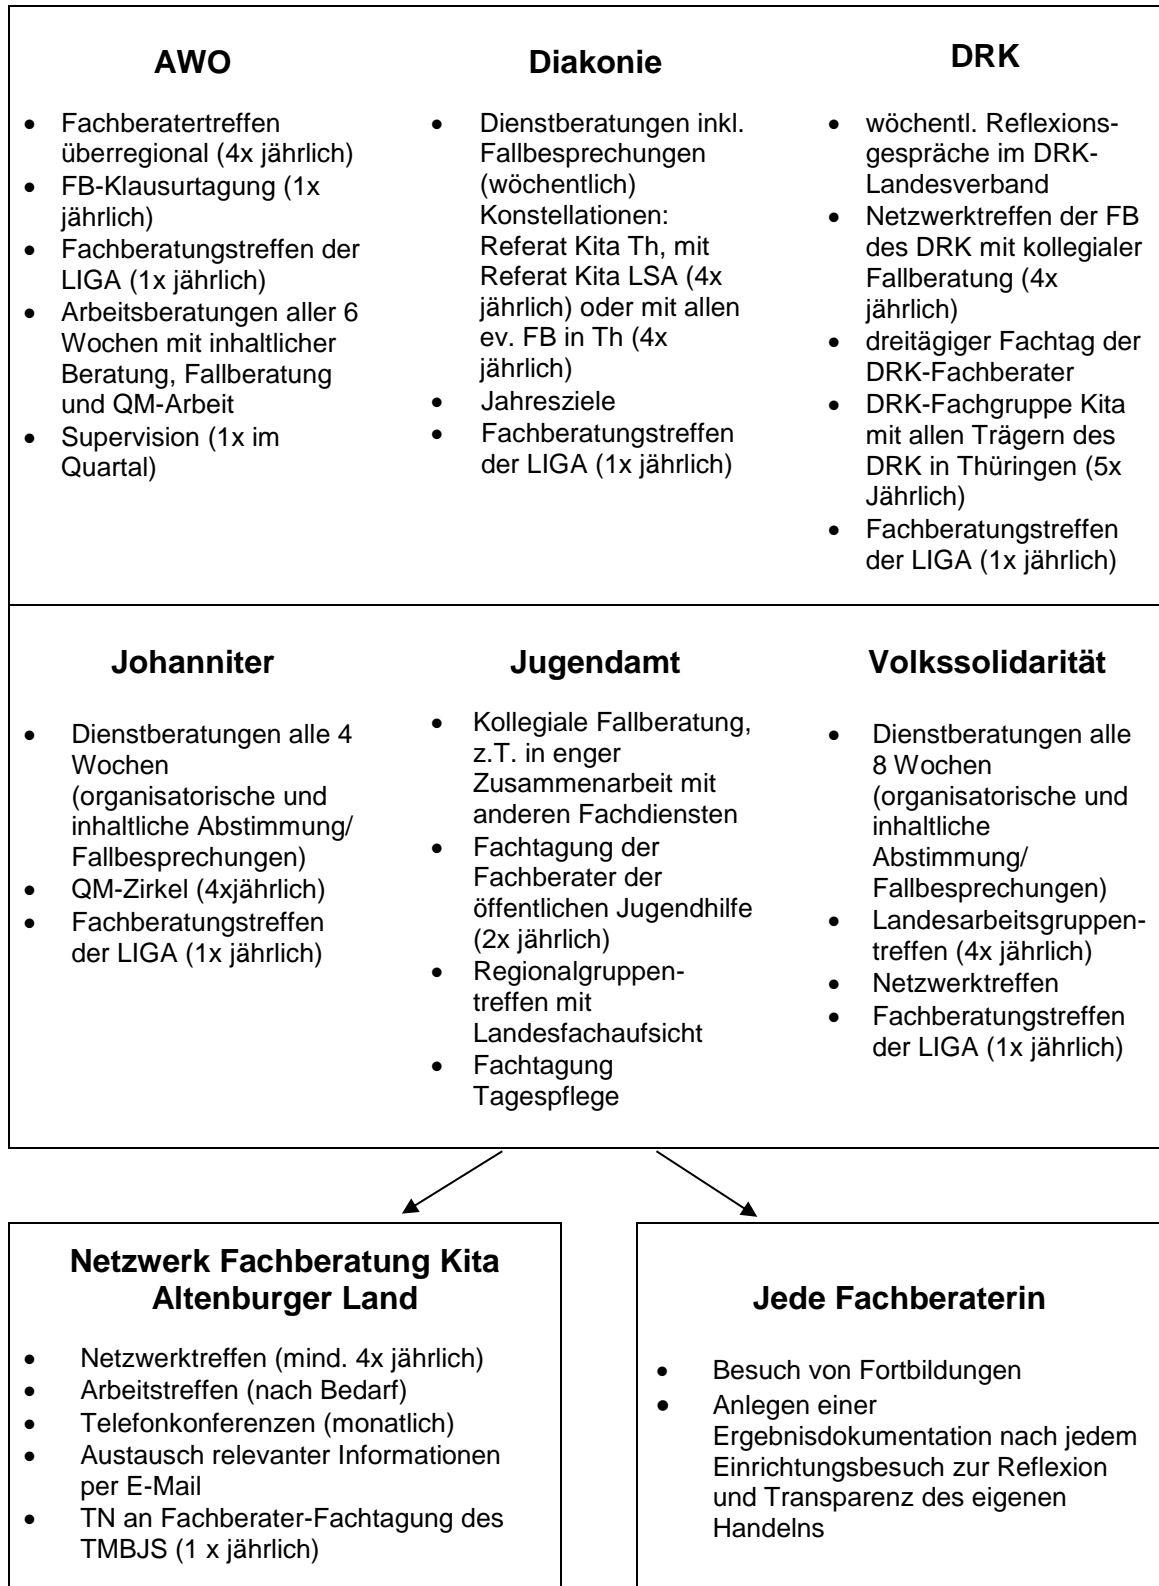 AWO
• Fachberatertreffen
überregional (4x jährlich)
• FB-Klausurtagung (1x
jährlich)
• Fachberatungstreffen der
LIGA (1x jährlich)
• Arbeitsberatungen aller 6
Wochen mit inhaltlicher
Beratung, Fallberatung
und QM-Arbeit
• Supervision (1x im
Quartal)
Diakonie
• Dienstberatungen inkl.
Fallbesprechungen
(wöchentlich)
Konstellationen:
Referat Kita Th, mit
Referat Kita LSA (4x
jährlich) oder mit allen
ev. FB in Th (4x
jährlich)
• Jahresziele
• Fachberatungstreffen
der LIGA (1x jährlich)
DRK
• wöchentl. Reflexions-
gespräche im DRK-
Landesverband
• Netzwerktreffen der FB
des DRK mit kollegialer
Fallberatung (4x
jährlich)
• dreitägiger Fachtag der
DRK-Fachberater
• DRK-Fachgruppe Kita
mit allen Trägern des
DRK in Thüringen (5x
Jährlich)
• Fachberatungstreffen
der LIGA (1x jährlich)
Johanniter
• Dienstberatungen alle 4
Wochen
(organisatorische und
inhaltliche Abstimmung/
Fallbesprechungen)
• QM-Zirkel (4xjährlich)
• Fachberatungstreffen
der LIGA (1x jährlich)
Jugendamt
• Kollegiale Fallberatung,
z.T. in enger
Zusammenarbeit mit
anderen Fachdiensten
• Fachtagung der
Fachberater der
öffentlichen Jugendhilfe
(2x jährlich)
• Regionalgruppen-
treffen mit
Landesfachaufsicht
• Fachtagung
Tagespflege
Volkssolidarität
• Dienstberatungen alle
8 Wochen
(organisatorische und
inhaltliche
Abstimmung/
Fallbesprechungen)
• Landesarbeitsgruppen-
treffen (4x jährlich)
• Netzwerktreffen
• Fachberatungstreffen
der LIGA (1x jährlich)
Netzwerk Fachberatung Kita
Altenburger Land
• Netzwerktreffen (mind. 4x jährlich)
• Arbeitstreffen (nach Bedarf)
• Telefonkonferenzen (monatlich)
• Austausch relevanter Informationen
per E-Mail
• TN an Fachberater-Fachtagung des
TMBJS (1 x jährlich)
Jede Fachberaterin
• Besuch von Fortbildungen
• Anlegen einer
Ergebnisdokumentation nach jedem
Einrichtungsbesuch zur Reflexion
und Transparenz des eigenen
Handelns